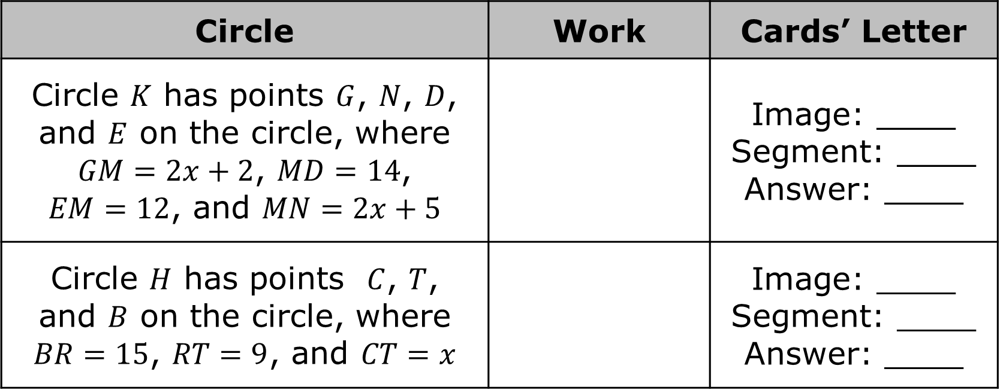 Circle
Work
Cards’ Letter
Circle K has points G, N, D,
and E on the circle, where
GM = 2x + 2, MD = 14,
EM = 12, and MN = 2x + 5
Image: _____
Segment: _____
Answer: _____
Circle H has points C, T,
and B on the circle, where
BR = 15, RT = 9, and CT = x
Image: _____
Segment: _____
Answer: _____